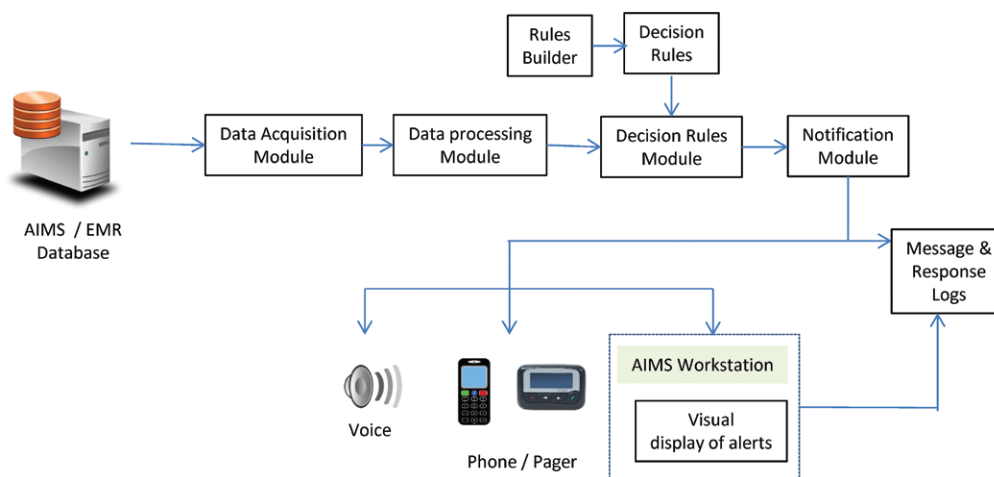 Rules
Builder
Decision
Rules
Data Acquisition
Module
Data processing
Module
Decision Rules
Module
Notification
Module
AIMS / EMR
Database
Message &
Response
Logs
AIMS Workstation
Visual
display of alerts
Voice
Phone / Pager